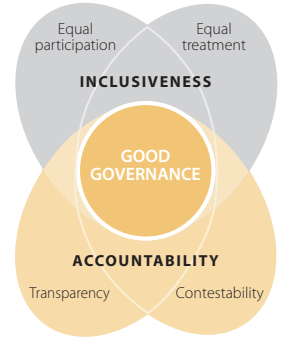 Equal
participation
Equal
treatment
INCLUSIVENESS
GOOD
GOVERNANCE
ACCOUNTABILITY
Transparency
Contestability